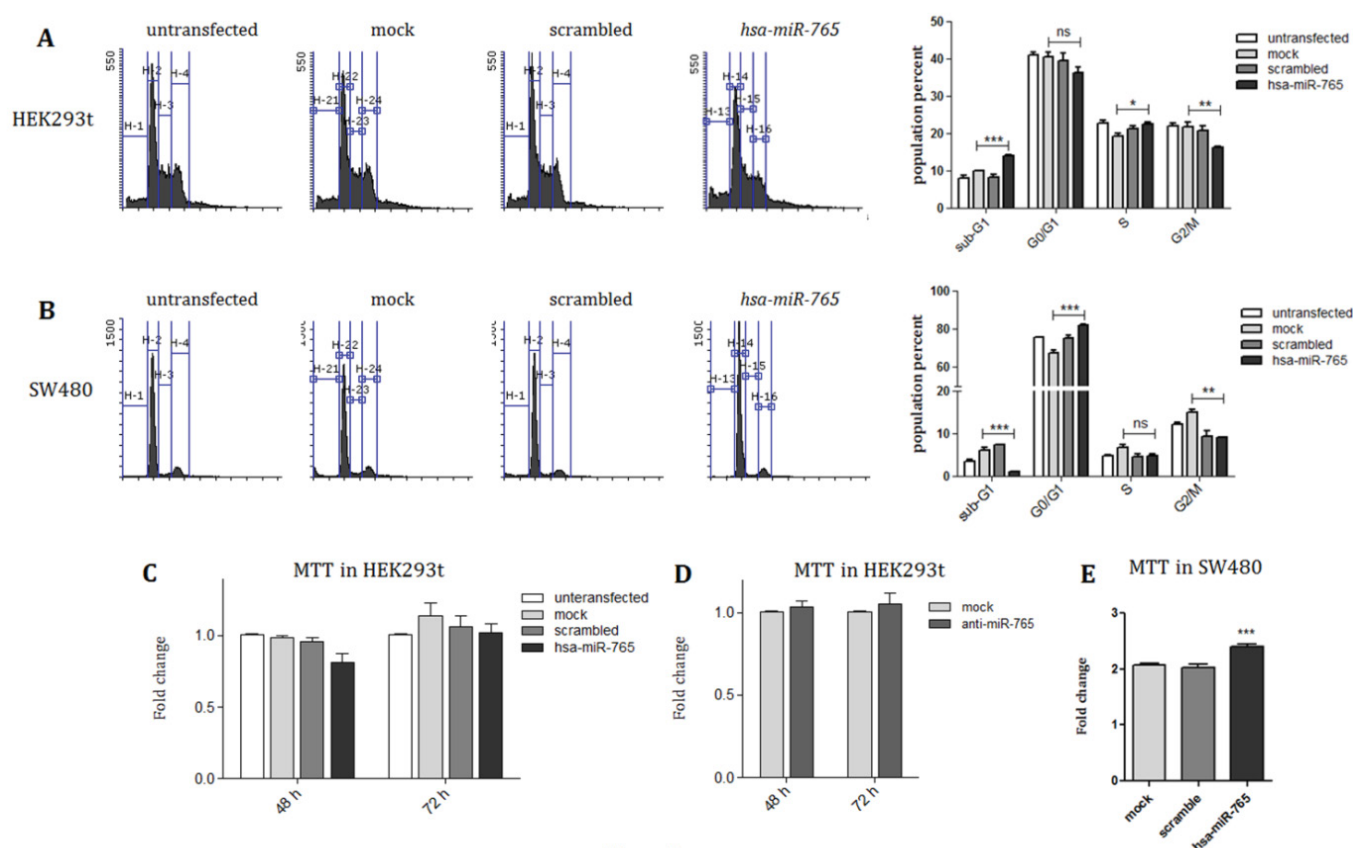 A
untransfected
mock
scrambled
hsa-miR-765
HEK293t
550
H-2
H-4
H-3
H-1
550
H-22
H-21
H-24
H-23
550
H-2
H-4
H-3
H-1
550
H-14
H-13
H-15
H-16
population percent
50
40
30
20
10
0
***
ns
*
**
sub-G1
G0/G1
S
G2/M
untransfected
mock
scrambled
hsa-miR-765
B
untransfected
mock
scrambled
hsa-miR-765
SW480
1500
H-2
H-4
H-3
H-1
H-22
H-21
H-24
H-23
1500
H-2
H-4
H-3
H-1
H-14
H-13
H-15
H-16
population percent
100
80
60
10
0
***
***
ns
**
sub-G1
G0/G1
S
G2/M
untransfected
mock
scrambled
hsa-miR-765
C
MTT in HEK293t
Fold change
1.0
0.5
0.0
48 h
72 h
unteransfected
mock
scrambled
hsa-miR-765
D
MTT in HEK293t
Fold change
1.0
0.5
0.0
48 h
72 h
mock
anti-miR-765
E
MTT in SW480
Fold change
3
2
1
0
***
mock
scramble
hsa-miR-765